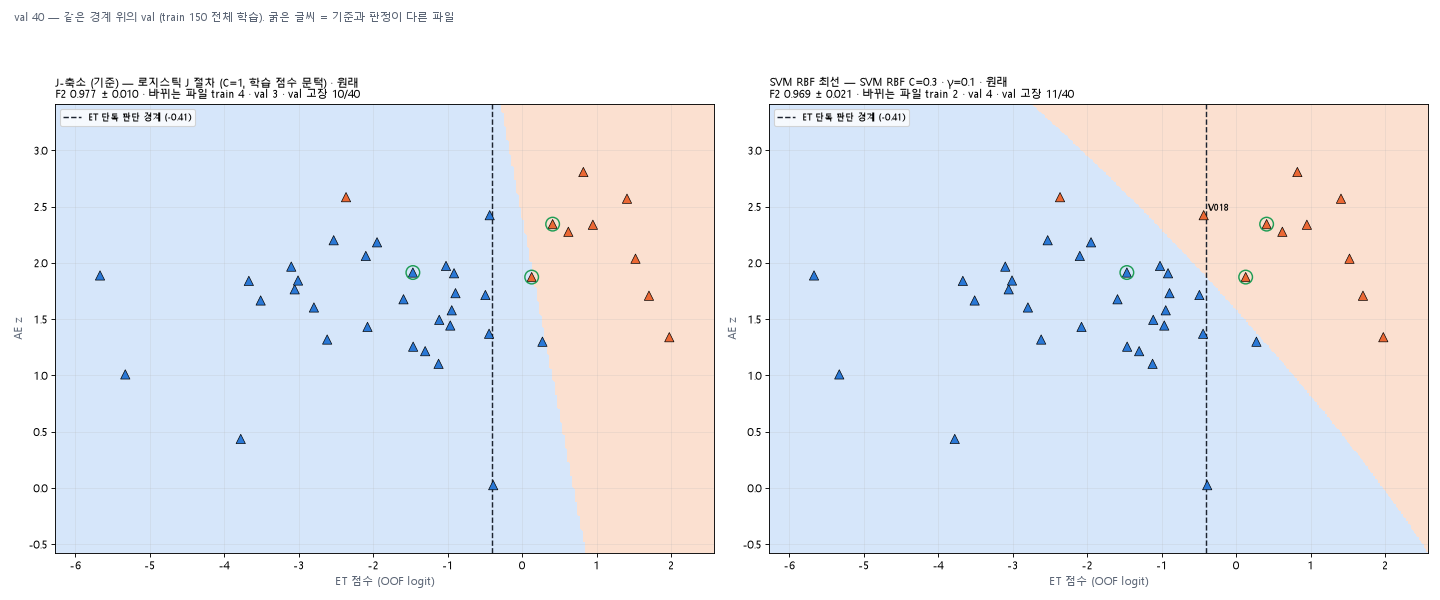 val 40 — 같은 경계 위의 val (train 150 전체 학습). 굵은 글씨 = 기준과 판정이 다른 파일
J-축소 (기준) — 로지스틱 J 절차 (C=1, 학습 점수 문턱) · 원래
F2 0.977 ± 0.010 · 바뀌는 파일 train 4 · val 3 · val 고장 10/40
ET 단독 판단 경계 (-0.41)
3.0
2.5
2.0
1.5
1.0
0.5
0.0
-0.5
AE z
-6 -5 -4 -3 -2 -1 0 1 2
ET 점수 (OOF logit)
SVM RBF 최선 — SVM RBF C=0.3 · γ=0.1 · 원래
F2 0.969 ± 0.021 · 바뀌는 파일 train 2 · val 4 · val 고장 11/40
ET 단독 판단 경계 (-0.41)
V018
3.0
2.5
2.0
1.5
1.0
0.5
0.0
-0.5
AE z
-6 -5 -4 -3 -2 -1 0 1 2
ET 점수 (OOF logit)